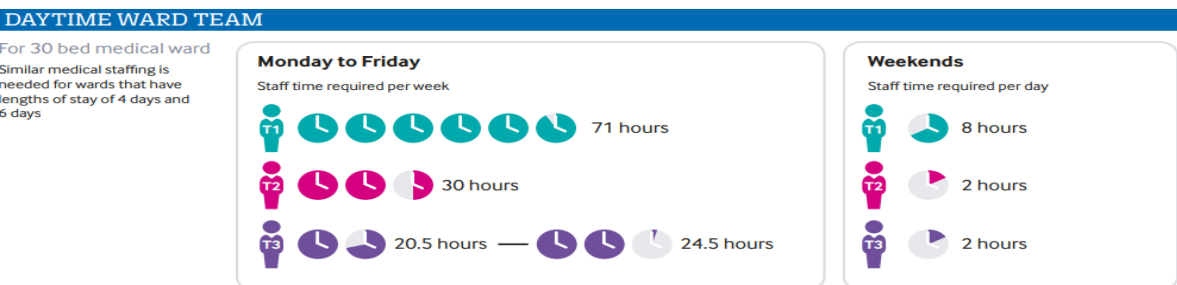 DAYTIME WARD TEAM
For 30 bed medical ward
Similar medical staffing is
needed for wards that have
lengths of stay of 4 days and
6 days
Monday to Friday
Staff time required per week
T1 71 hours
T2 30 hours
T3 20.5 hours — 24.5 hours
Weekends
Staff time required per day
T1 8 hours
T2 2 hours
T3 2 hours